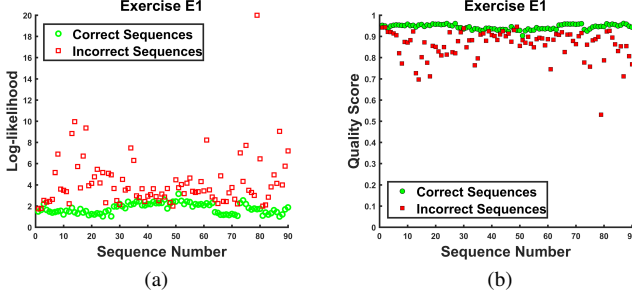 Exercise E1
20
18
16
14
12
10
8
6
4
2
0
Log-likelihood
Correct Sequences
Incorrect Sequences
0 10 20 30 40 50 60 70 80 90
Sequence Number
(a)
Exercise E1
1
0.9
0.8
0.7
0.6
0.5
0.4
0.3
0.2
0.1
0
Quality Score
Correct Sequences
Incorrect Sequences
0 10 20 30 40 50 60 70 80 90
Sequence Number
(b)